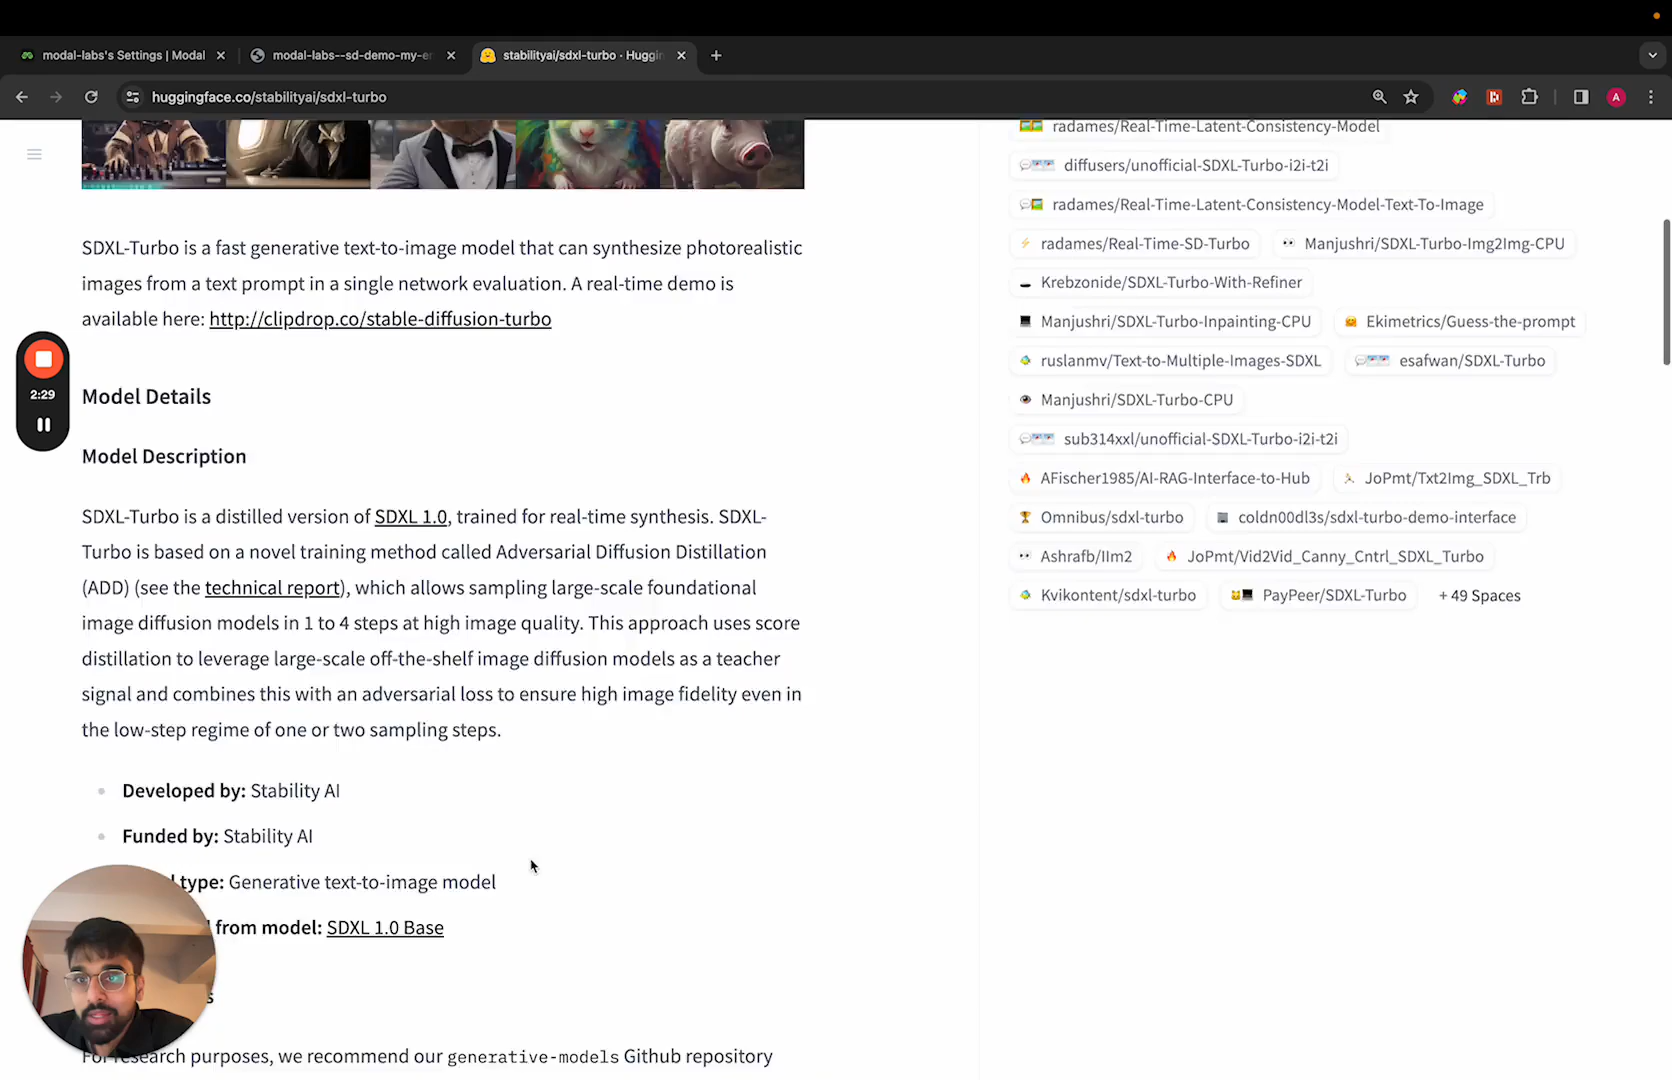 modal-labs's Settings | Modal
modal-labs--sd-demo-my-en
stabilityai/sdxl-turbo · Huggin
huggingface.co/stabilityai/sdxl-turbo
A
SDXL-Turbo is a fast generative text-to-image model that can synthesize photorealistic
images from a text prompt in a single network evaluation. A real-time demo is
available here: http://clipdrop.co/stable-diffusion-turbo
2:29
Model Details
Model Description
SDXL-Turbo is a distilled version of SDXL 1.0, trained for real-time synthesis. SDXL-
Turbo is based on a novel training method called Adversarial Diffusion Distillation
(ADD) (see the technical report), which allows sampling large-scale foundational
image diffusion models in 1 to 4 steps at high image quality. This approach uses score
distillation to leverage large-scale off-the-shelf image diffusion models as a teacher
signal and combines this with an adversarial loss to ensure high image fidelity even in
the low-step regime of one or two sampling steps.
Developed by: Stability AI
Funded by: Stability AI
type: Generative text-to-image model
from model: SDXL 1.0 Base
s
For research purposes, we recommend our generative-models Github repository
radames/Real-Time-Latent-Consistency-Model
diffusers/unofficial-SDXL-Turbo-i2i-t2i
radames/Real-Time-Latent-Consistency-Model-Text-To-Image
radames/Real-Time-SD-Turbo Manjushri/SDXL-Turbo-Img2Img-CPU
Krebzonide/SDXL-Turbo-With-Refiner
Manjushri/SDXL-Turbo-Inpainting-CPU Ekimetrics/Guess-the-prompt
ruslanmv/Text-to-Multiple-Images-SDXL esafwan/SDXL-Turbo
Manjushri/SDXL-Turbo-CPU
sub314xxl/unofficial-SDXL-Turbo-i2i-t2i
AFischer1985/AI-RAG-Interface-to-Hub JoPmt/Txt2Img_SDXL_Trb
Omnibus/sdxl-turbo coldn00dl3s/sdxl-turbo-demo-interface
Ashrafb/IIm2 JoPmt/Vid2Vid_Canny_Cntrl_SDXL_Turbo
Kvikontent/sdxl-turbo PayPeer/SDXL-Turbo + 49 Spaces